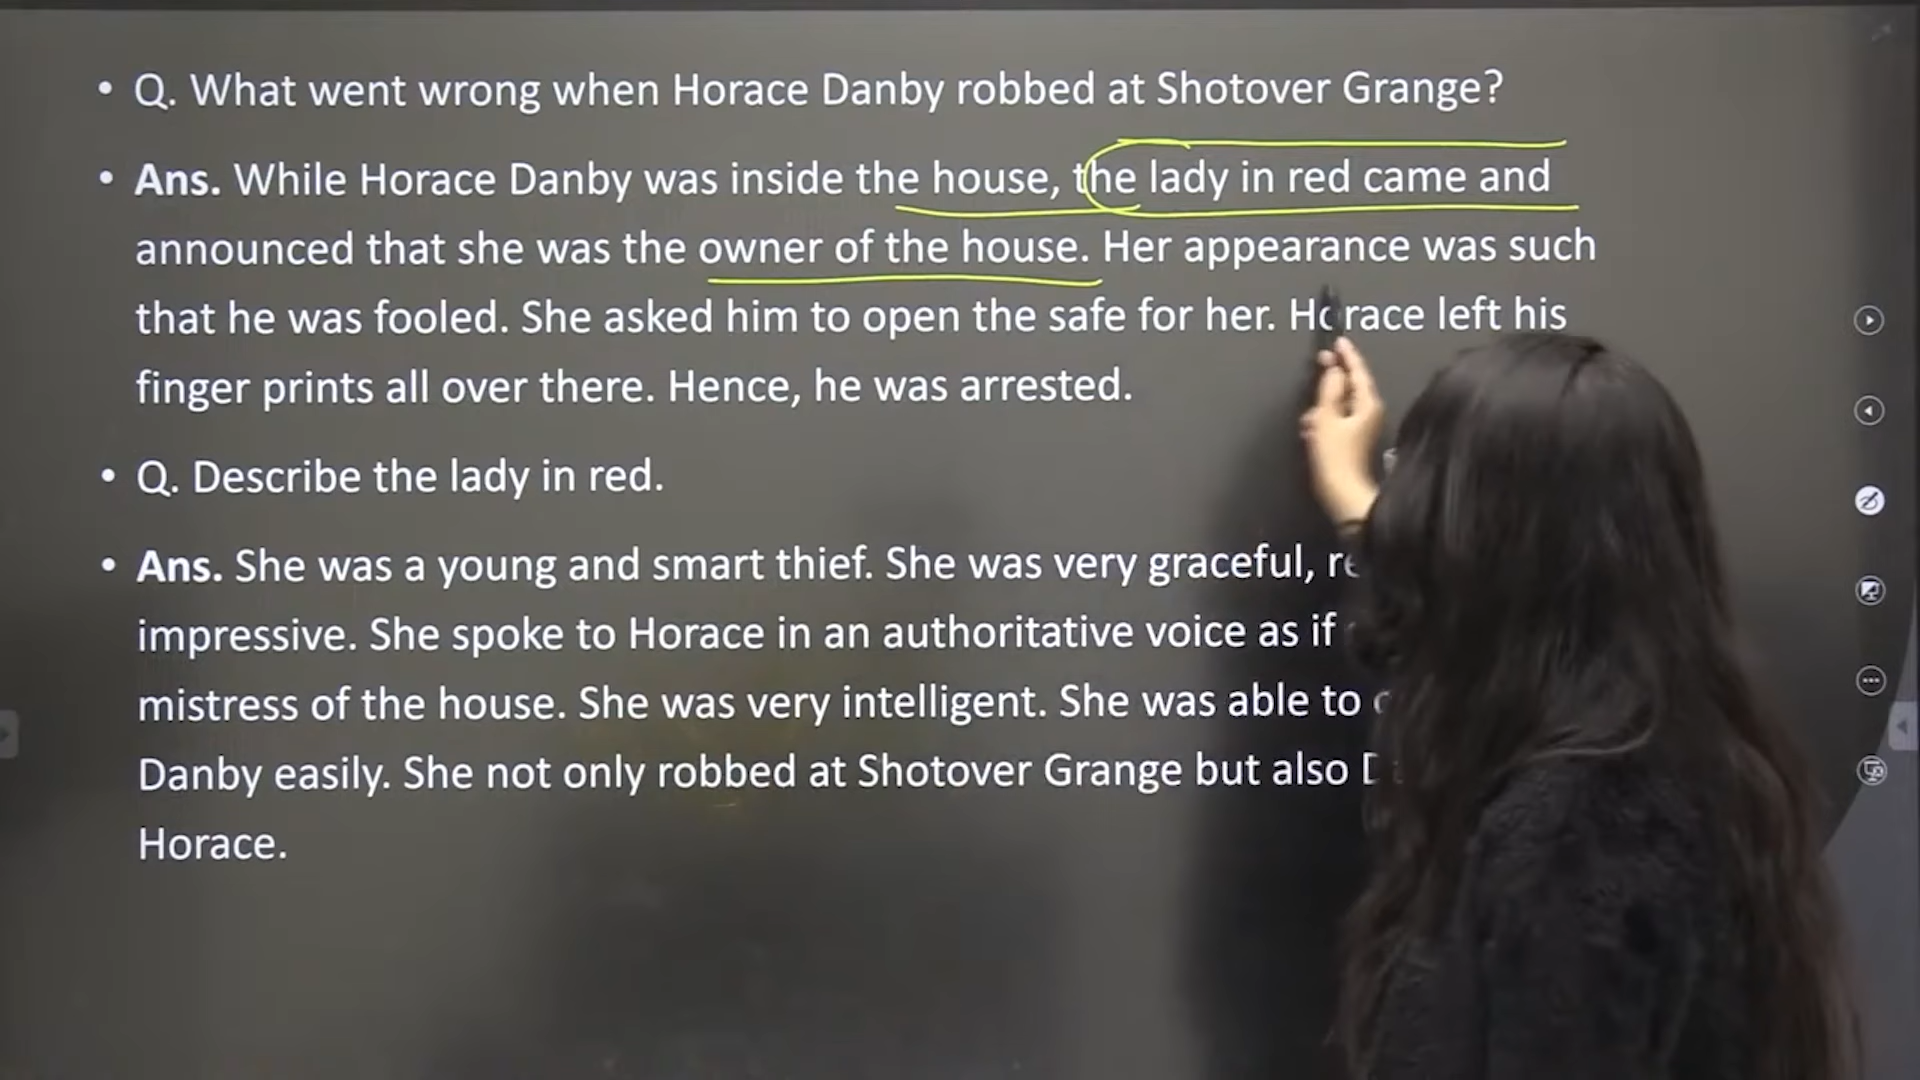 • Q. What went wrong when Horace Danby robbed at Shotover Grange?
• Ans. While Horace Danby was inside the house, the lady in red came and
announced that she was the owner of the house. Her appearance was such
that he was fooled. She asked him to open the safe for her. Horace left his
finger prints all over there. Hence, he was arrested.
• Q. Describe the lady in red.
• Ans. She was a young and smart thief. She was very graceful,
impressive. She spoke to Horace in an authoritative voice as if
mistress of the house. She was very intelligent. She was able to
Danby easily. She not only robbed at Shotover Grange but also
Horace.